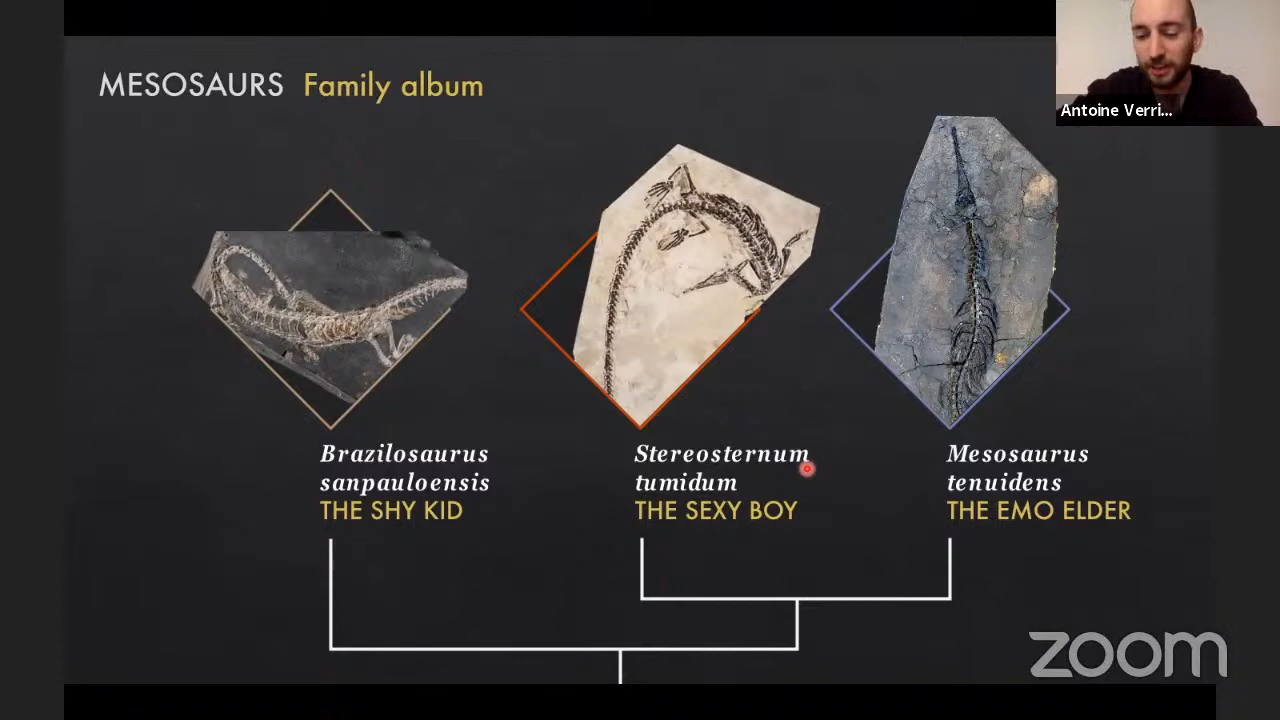 MESOSAURS Family album
Antoine Verri...
Brazilosaurus
sanpauloensis
THE SHY KID
Stereosternum
tumidum
THE SEXY BOY
Mesosaurus
tenuidens
THE EMO ELDER
zoom